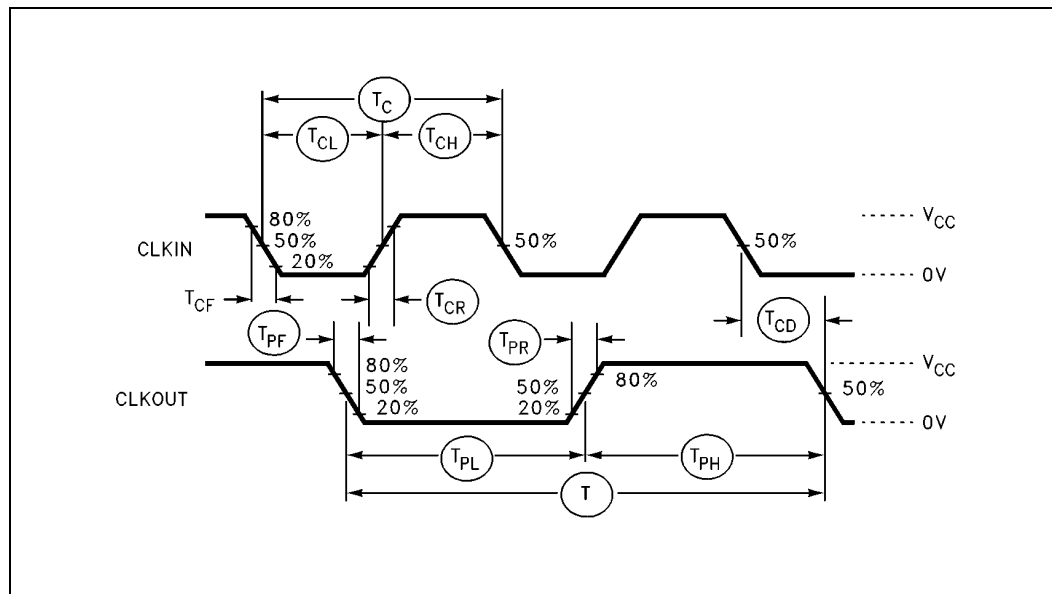 T_C
T_CL T_CH
80%
50%
20%
50%
50%
V_CC
CLKIN
0V
T_CF
T_CR
T_CD
T_PF
T_PR
80%
50%
20%
50%
20%
80%
V_CC
50%
CLKOUT
0V
T_PL T_PH
T